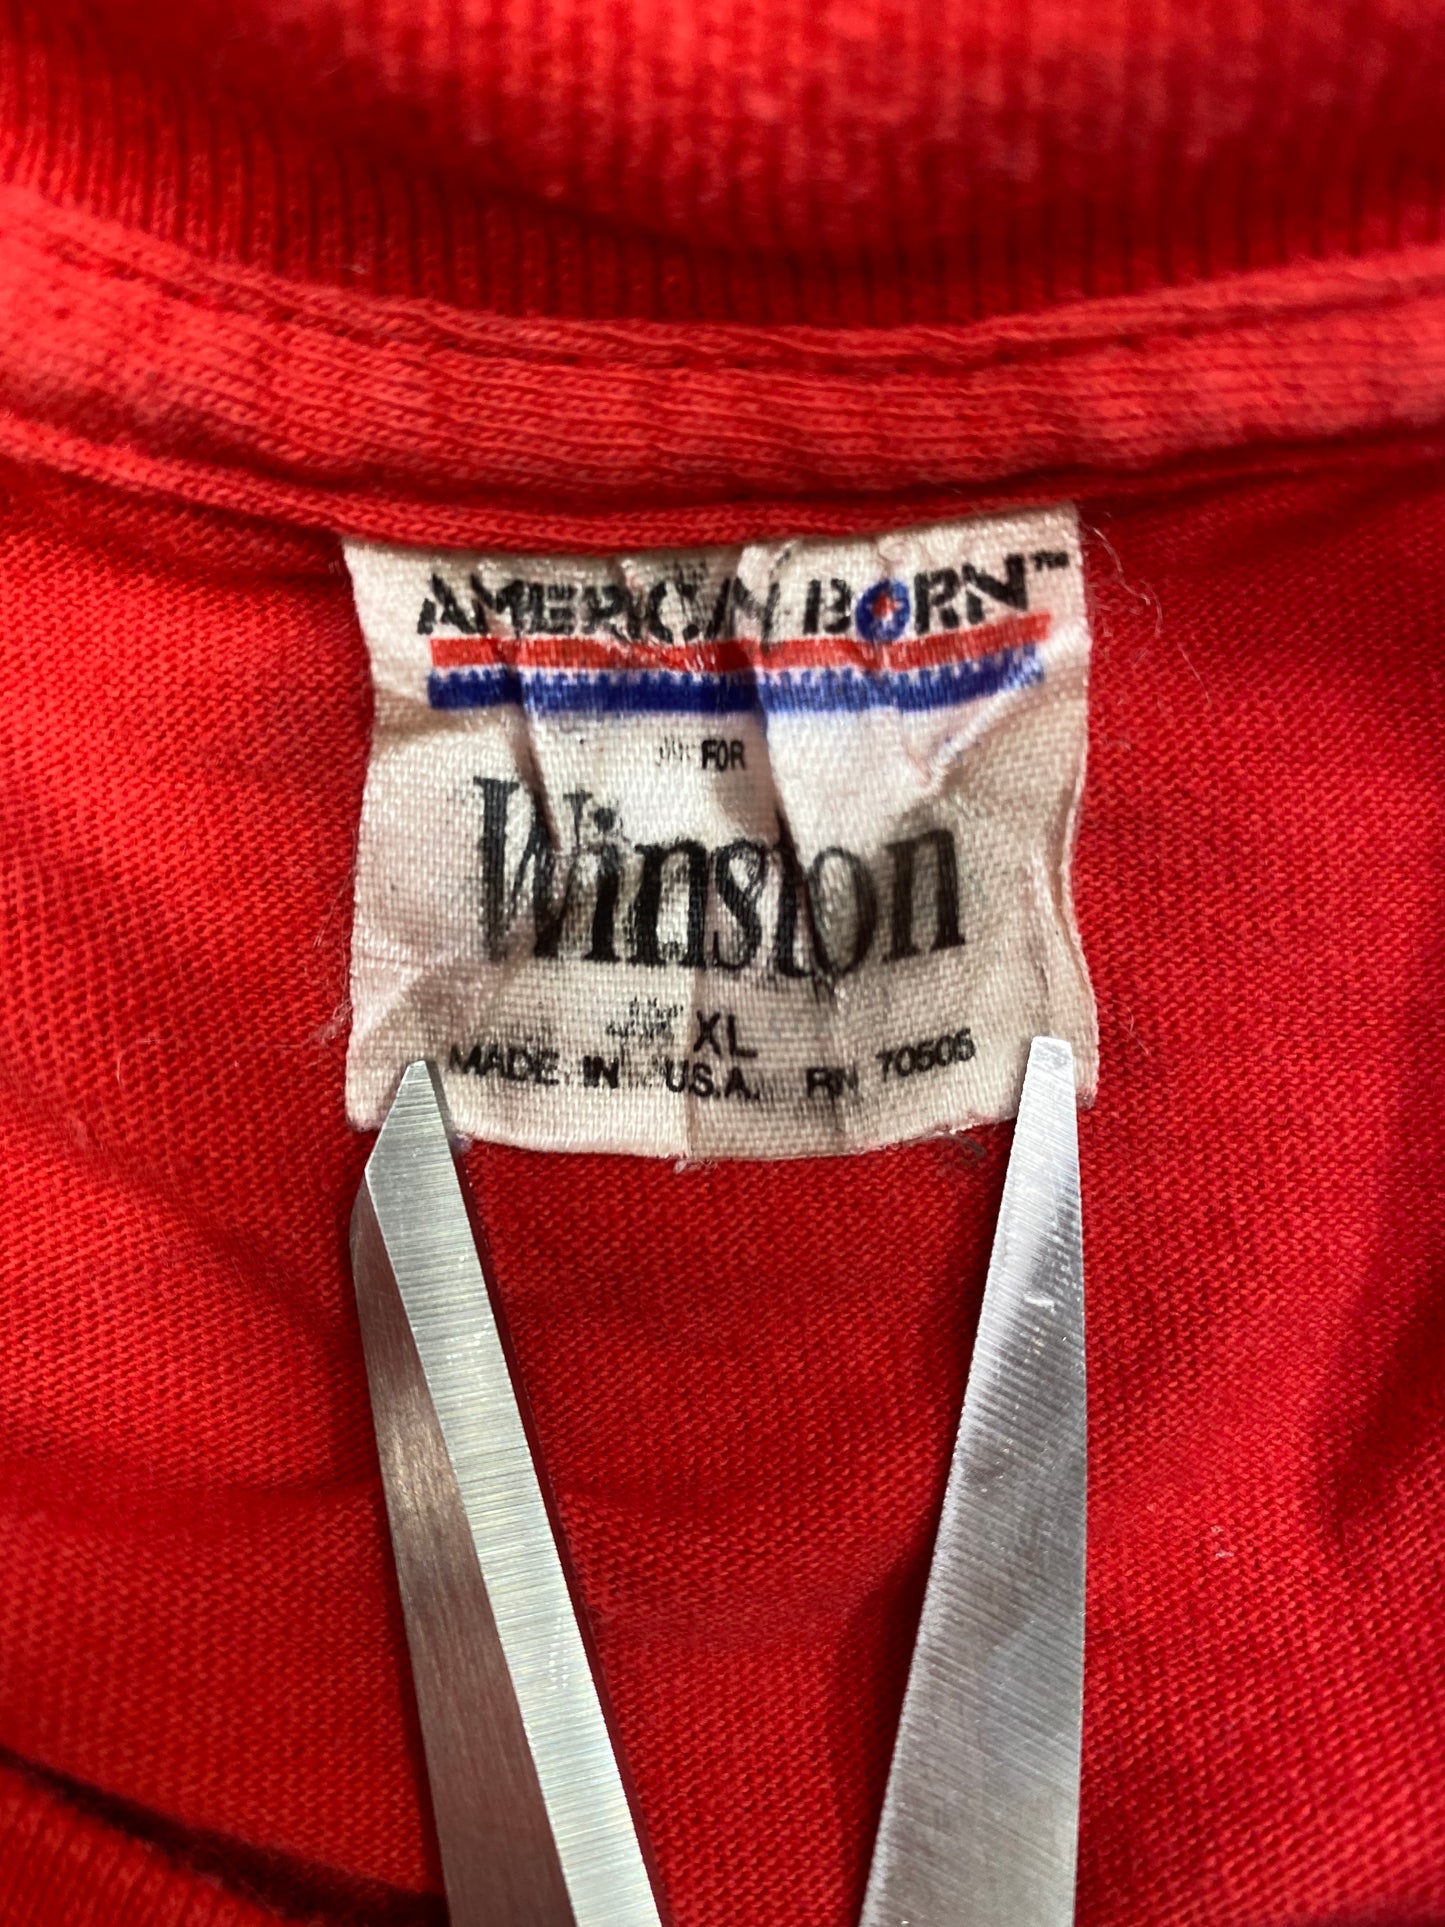 AMERICAN BORN™
FOR
Winston
XL
MADE IN U.S.A. RN 70505